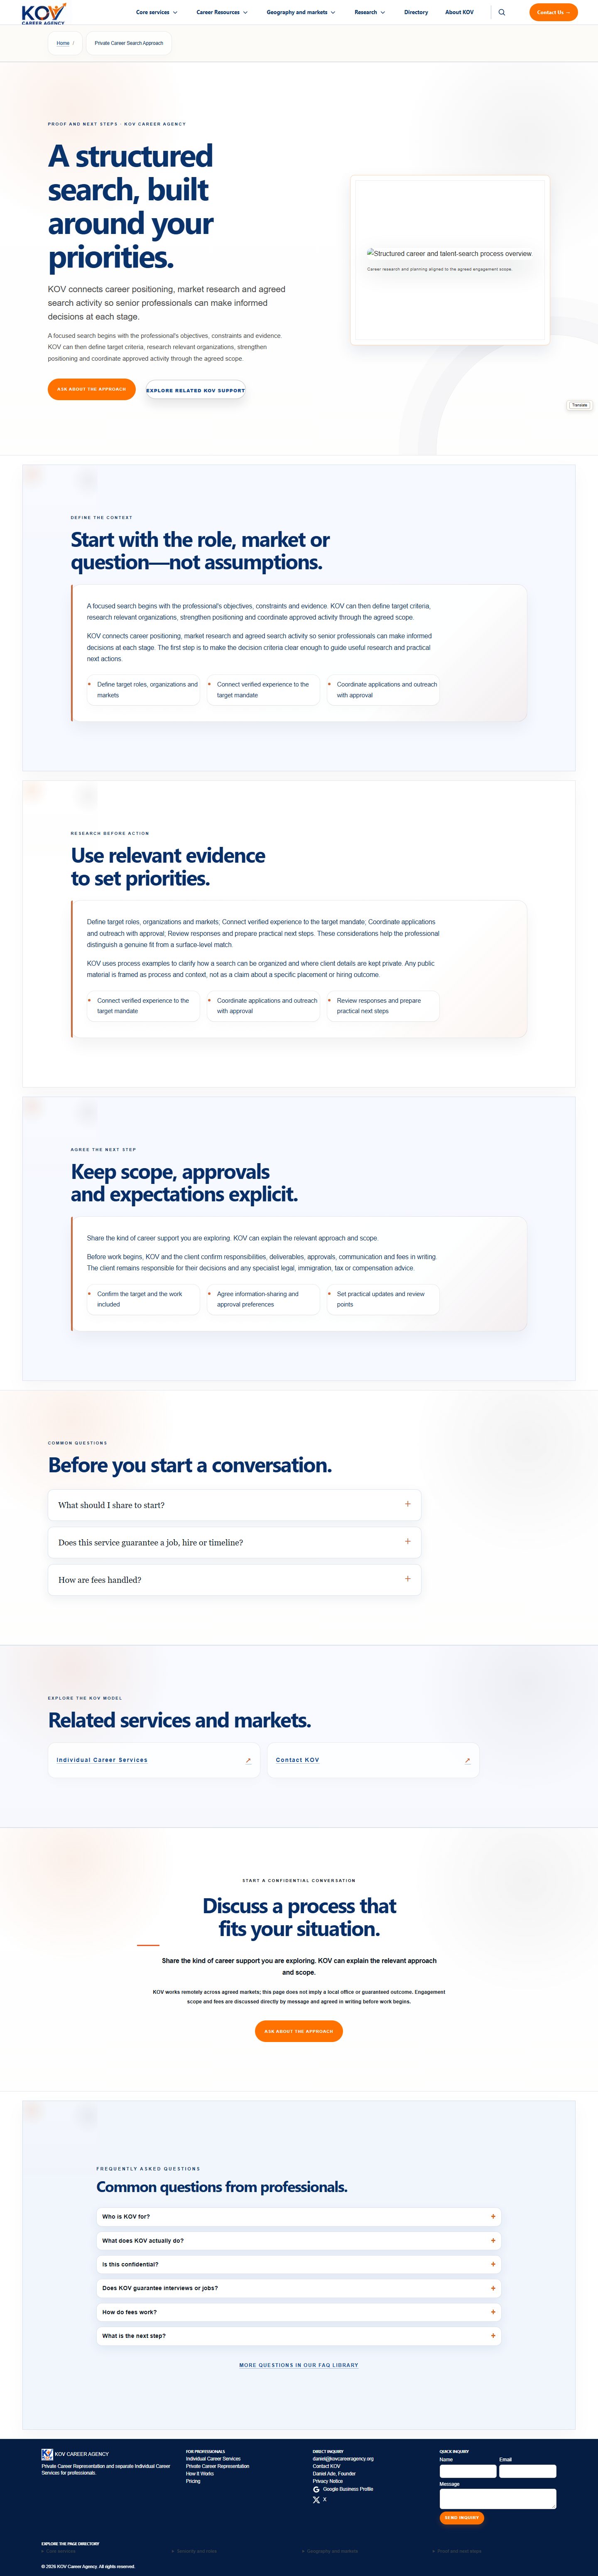 KOV
CAREER AGENCY
Core services
Career Resources
Geography and markets
Research
Directory
About KOV
Contact Us →
Home /
Private Career Search Approach
PROOF AND NEXT STEPS · KOV CAREER AGENCY
A structured
search, built
around your
priorities.
KOV connects career positioning, market research and agreed
search activity so senior professionals can make informed
decisions at each stage.
A focused search begins with the professional's objectives, constraints and evidence.
KOV can then define target criteria, research relevant organizations, strengthen
positioning and coordinate approved activity through the agreed scope.
ASK ABOUT THE APPROACH
EXPLORE RELATED KOV SUPPORT
Structured career and talent-search process overview.
Career research and planning aligned to the agreed engagement scope.
Translate
DEFINE THE CONTEXT
Start with the role, market or
question—not assumptions.
A focused search begins with the professional's objectives, constraints and evidence. KOV can then define target criteria,
research relevant organizations, strengthen positioning and coordinate approved activity through the agreed scope.
KOV connects career positioning, market research and agreed search activity so senior professionals can make informed
decisions at each stage. The first step is to make the decision criteria clear enough to guide useful research and practical
next actions.
Define target roles, organizations and
markets
Connect verified experience to the
target mandate
Coordinate applications and outreach
with approval
RESEARCH BEFORE ACTION
Use relevant evidence
to set priorities.
Define target roles, organizations and markets; Connect verified experience to the target mandate; Coordinate applications
and outreach with approval; Review responses and prepare practical next steps. These considerations help the professional
distinguish a genuine fit from a surface-level match.
KOV uses process examples to clarify how a search can be organized and where client details are kept private. Any public
material is framed as process and context, not as a claim about a specific placement or hiring outcome.
Connect verified experience to the
target mandate
Coordinate applications and outreach
with approval
Review responses and prepare
practical next steps
AGREE THE NEXT STEP
Keep scope, approvals
and expectations explicit.
Share the kind of career support you are exploring. KOV can explain the relevant approach and scope.
Before work begins, KOV and the client confirm responsibilities, deliverables, approvals, communication and fees in writing.
The client remains responsible for their decisions and any specialist legal, immigration, tax or compensation advice.
Confirm the target and the work
included
Agree information-sharing and
approval preferences
Set practical updates and review
points
COMMON QUESTIONS
Before you start a conversation.
What should I share to start?
Does this service guarantee a job, hire or timeline?
How are fees handled?
EXPLORE THE KOV MODEL
Related services and markets.
Individual Career Services ↗
Contact KOV ↗
START A CONFIDENTIAL CONVERSATION
Discuss a process that
fits your situation.
Share the kind of career support you are exploring. KOV can explain the relevant approach
and scope.
KOV works remotely across agreed markets; this page does not imply a local office or guaranteed outcome. Engagement
scope and fees are discussed directly by message and agreed in writing before work begins.
ASK ABOUT THE APPROACH
FREQUENTLY ASKED QUESTIONS
Common questions from professionals.
Who is KOV for?
What does KOV actually do?
Is this confidential?
Does KOV guarantee interviews or jobs?
How do fees work?
What is the next step?
MORE QUESTIONS IN OUR FAQ LIBRARY
KOV CAREER AGENCY
Private Career Representation and separate Individual Career
Services for professionals.
FOR PROFESSIONALS
Individual Career Services
Private Career Representation
How It Works
Pricing
DIRECT INQUIRY
daniel@kovcareeragency.org
Contact KOV
Daniel Ade, Founder
Privacy Notice
Google Business Profile
X
QUICK INQUIRY
Name
Email
Message
SEND INQUIRY
EXPLORE THE PAGE DIRECTORY
Core services
Geography and markets
Proof and next steps
© 2026 KOV Career Agency. All rights reserved.